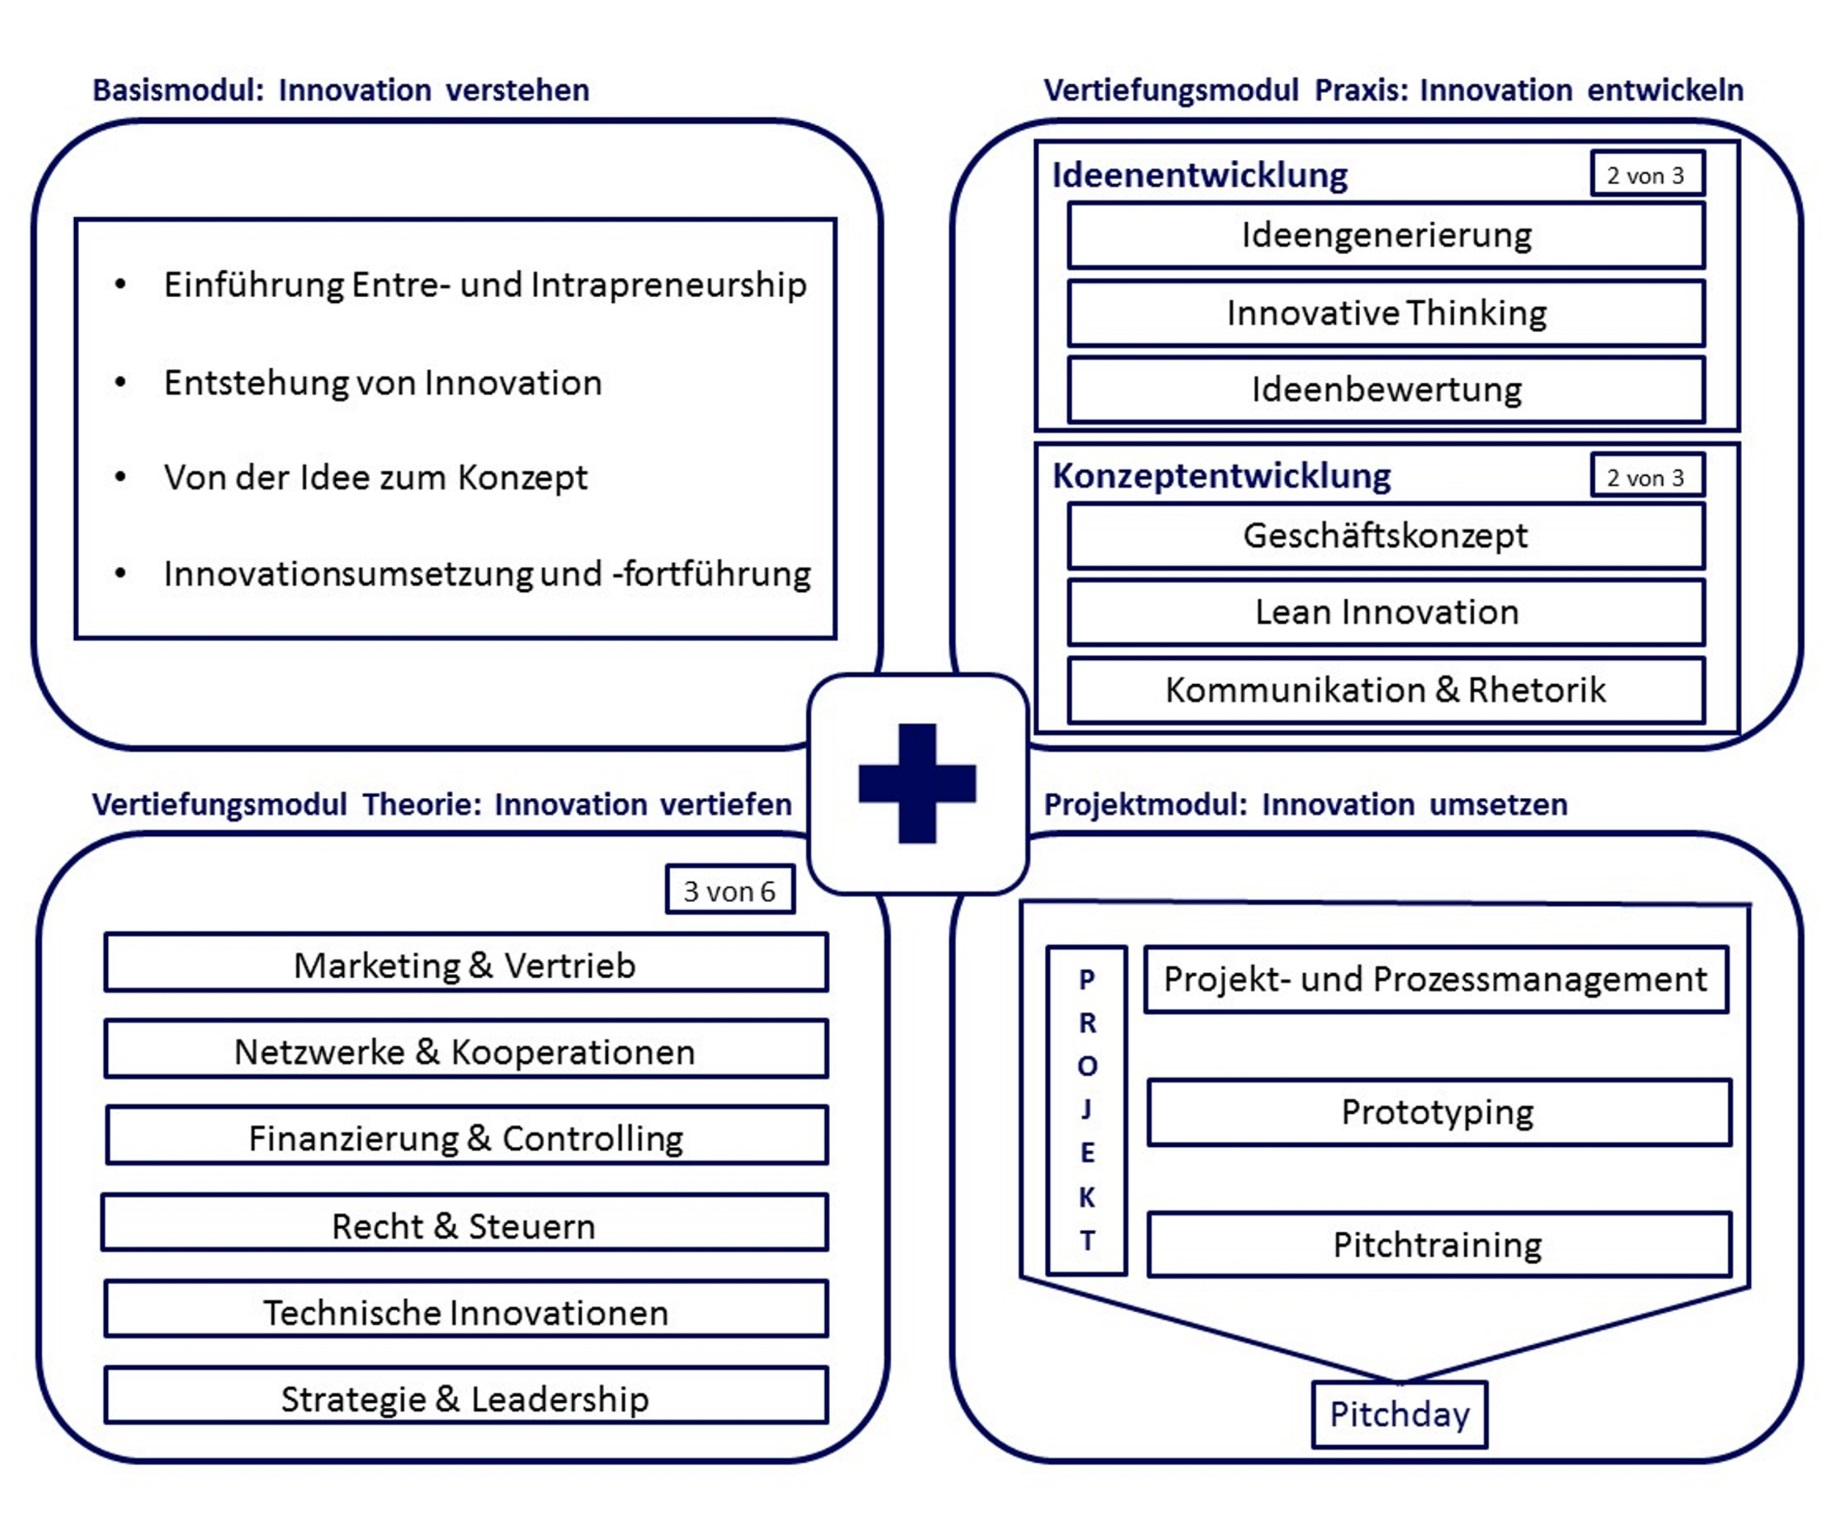 Basismodul: Innovation verstehen
• Einführung Entre- und Intrapreneurship
• Entstehung von Innovation
• Von der Idee zum Konzept
• Innovationsumsetzung und -fortführung
Vertiefungsmodul Praxis: Innovation entwickeln
Ideenentwicklung
2 von 3
Ideengenerierung
Innovative Thinking
Ideenbewertung
Konzeptentwicklung
2 von 3
Geschäftskonzept
Lean Innovation
Kommunikation & Rhetorik
Vertiefungsmodul Theorie: Innovation vertiefen
3 von 6
Marketing & Vertrieb
Netzwerke & Kooperationen
Finanzierung & Controlling
Recht & Steuern
Technische Innovationen
Strategie & Leadership
Projektmodul: Innovation umsetzen
PROJEKT
Projekt- und Prozessmanagement
Prototyping
Pitchtraining
Pitchday